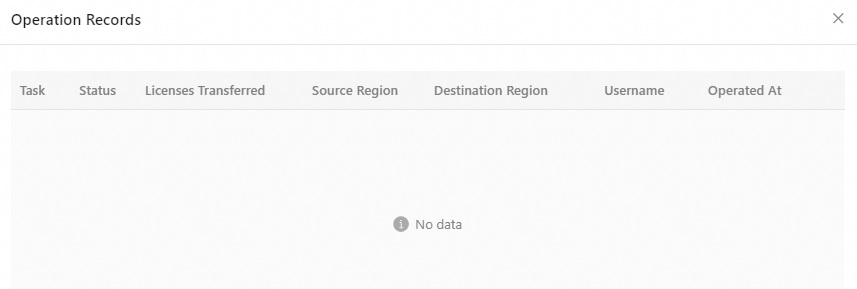 Operation Records
Task Status Licenses Transferred Source Region Destination Region Username Operated At
No data